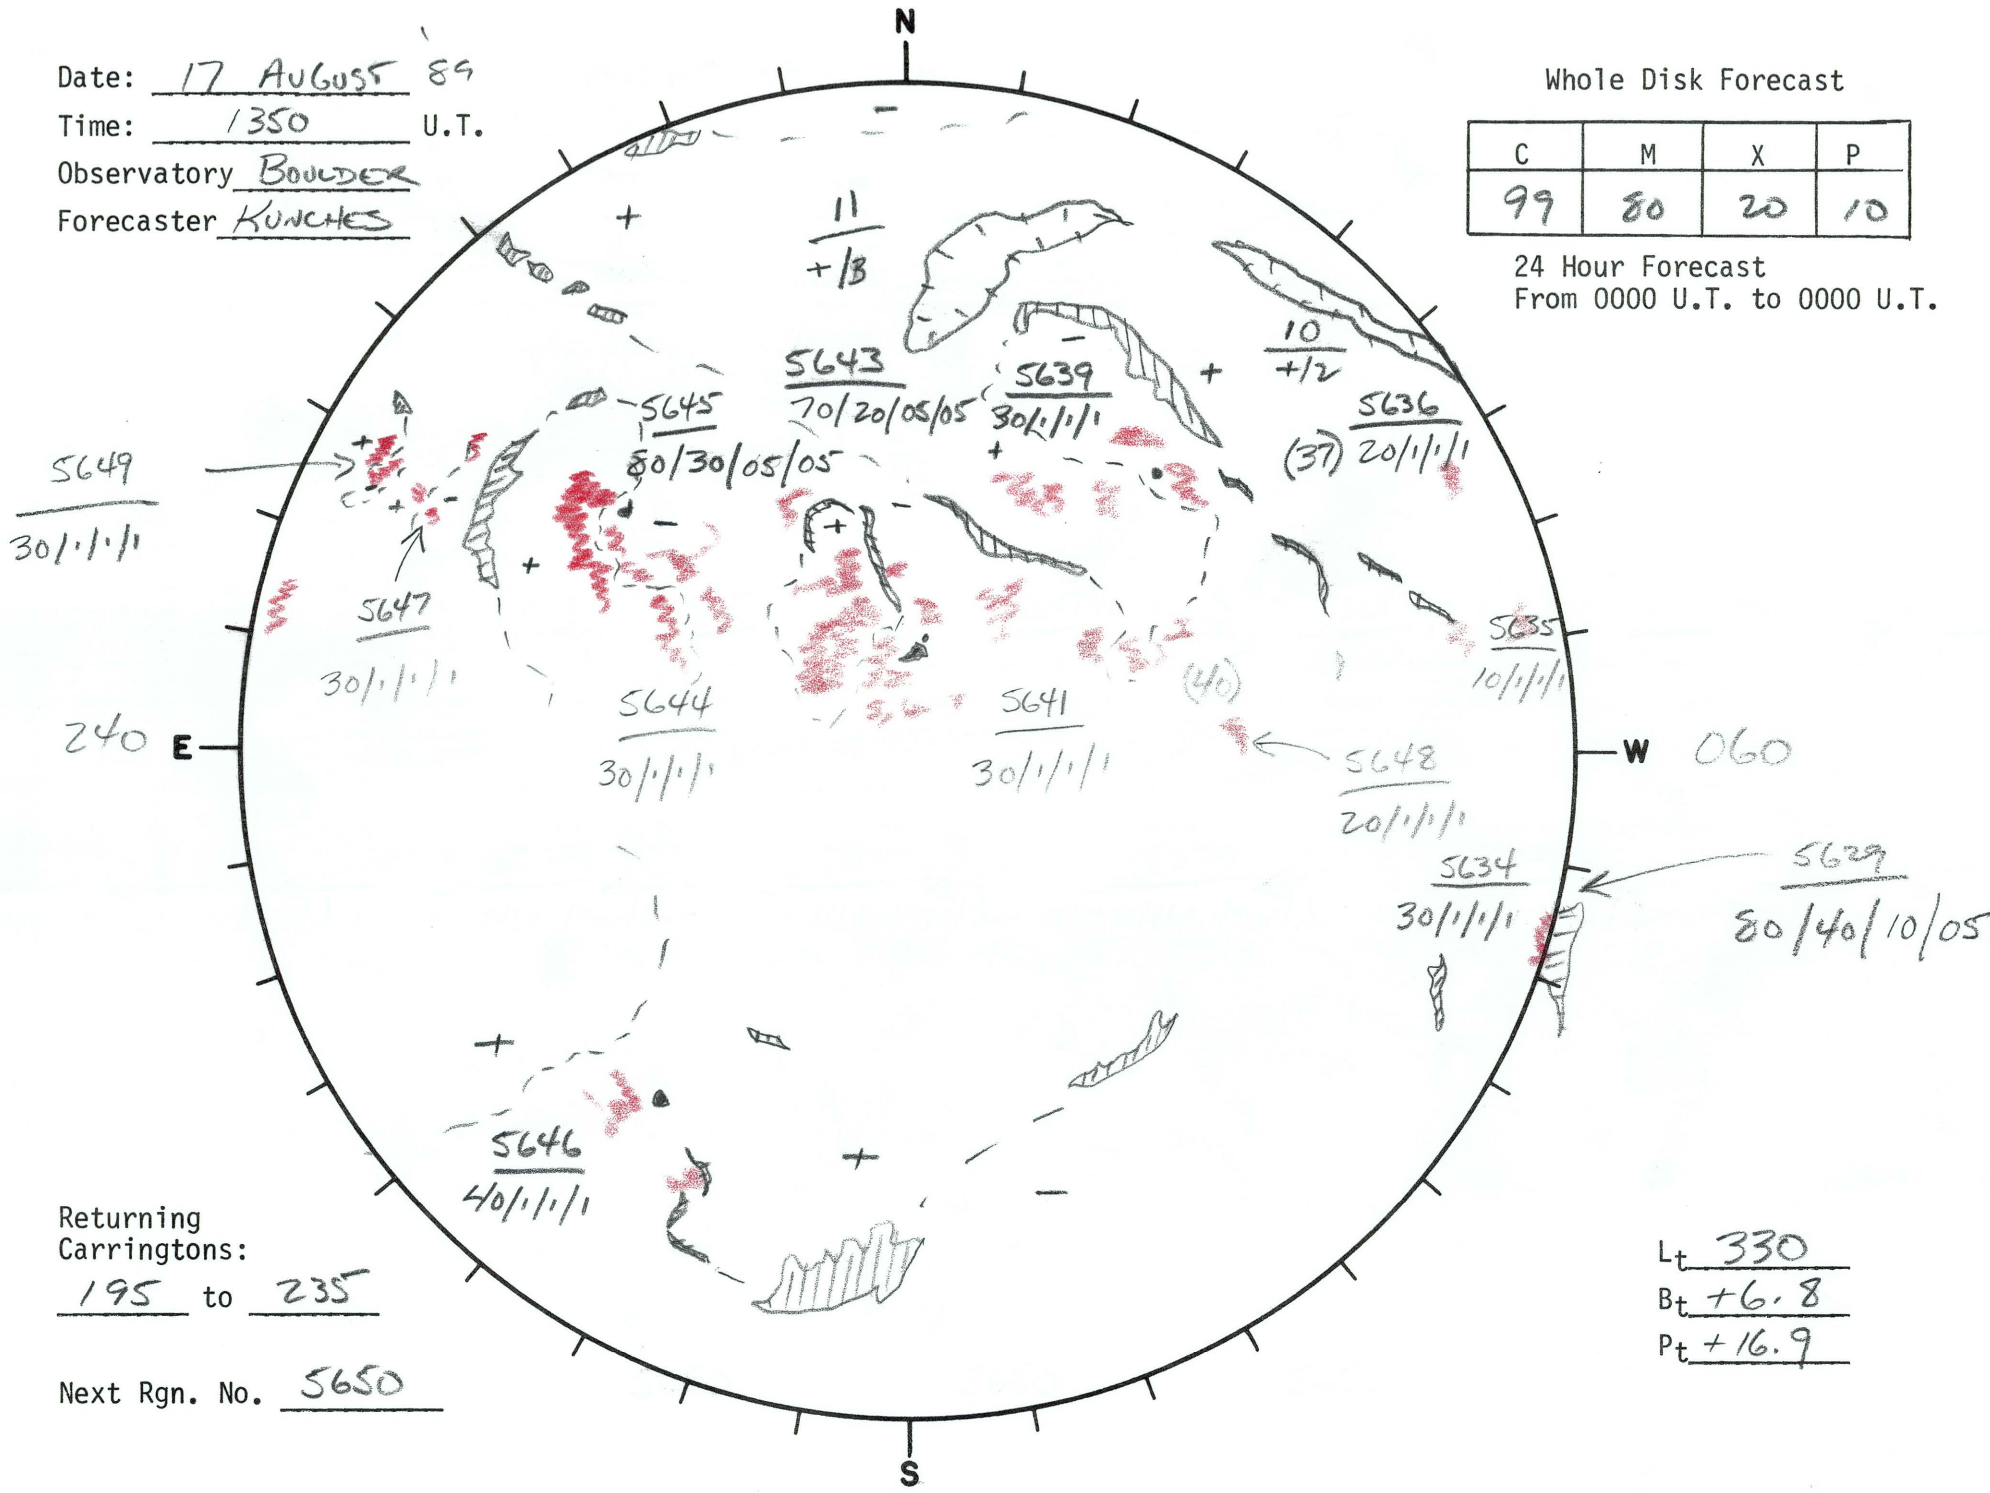 N
Date: 17 AUGUST 89
Time: 1350 U.T.
Observatory BOULDER
Forecaster KUNCHES
Whole Disk Forecast
C M X P
99 80 20 10
24 Hour Forecast
From 0000 U.T. to 0000 U.T.
-
+
11
+/3
10
+/2
-
+
5643
70/20/05/05
5639
30/1/1/1
5645
80/30/05/05
5636
(37) 20/1/1/1
5649
30/1/1/1
+
-
+
-
+
+
-
+
-
5647
30/1/1/1
5635
10/1/1/1
5644
30/1/1/1
5641
30/1/1/1
(40)
240 E
W 060
5648
20/1/1/1
5634
30/1/1/1
5629
80/40/10/05
+
5646
40/1/1/1
+
-
Returning
Carringtons:
195 to 235
Next Rgn. No. 5650
Lt 330
Bt +6.8
Pt +16.9
S